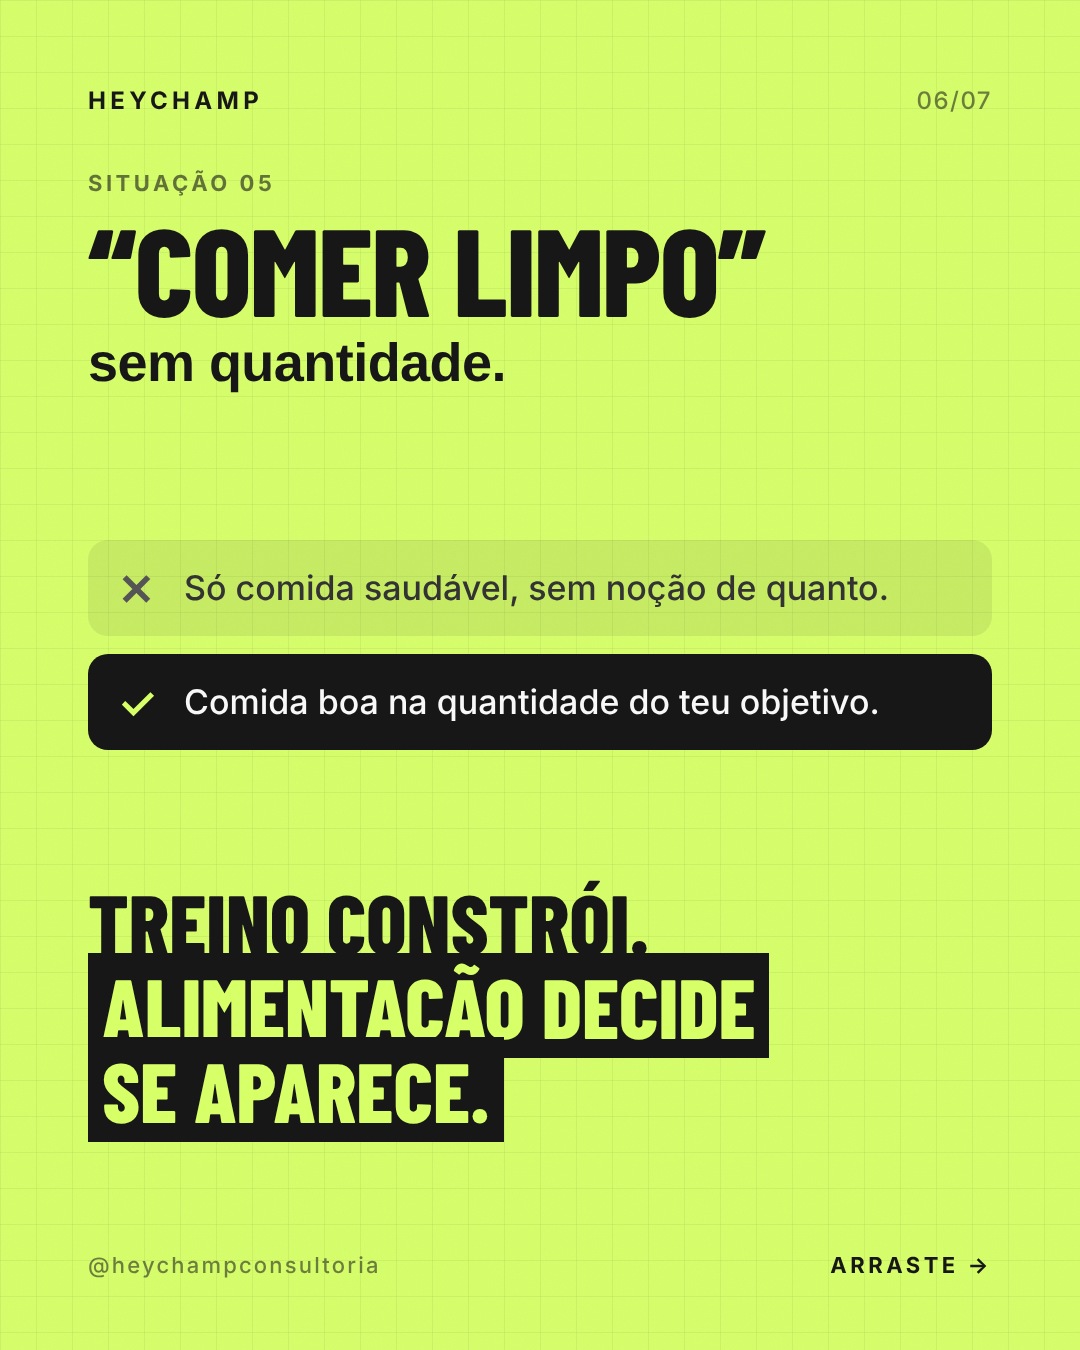 HEYCHAMP
06/07
SITUAÇÃO 05
“COMER LIMPO”
sem quantidade.
✕ Só comida saudável, sem noção de quanto.
✓ Comida boa na quantidade do teu objetivo.
TREINO CONSTRÓI.
ALIMENTAÇÃO DECIDE
SE APARECE.
@heychampconsultoria
ARRASTE →